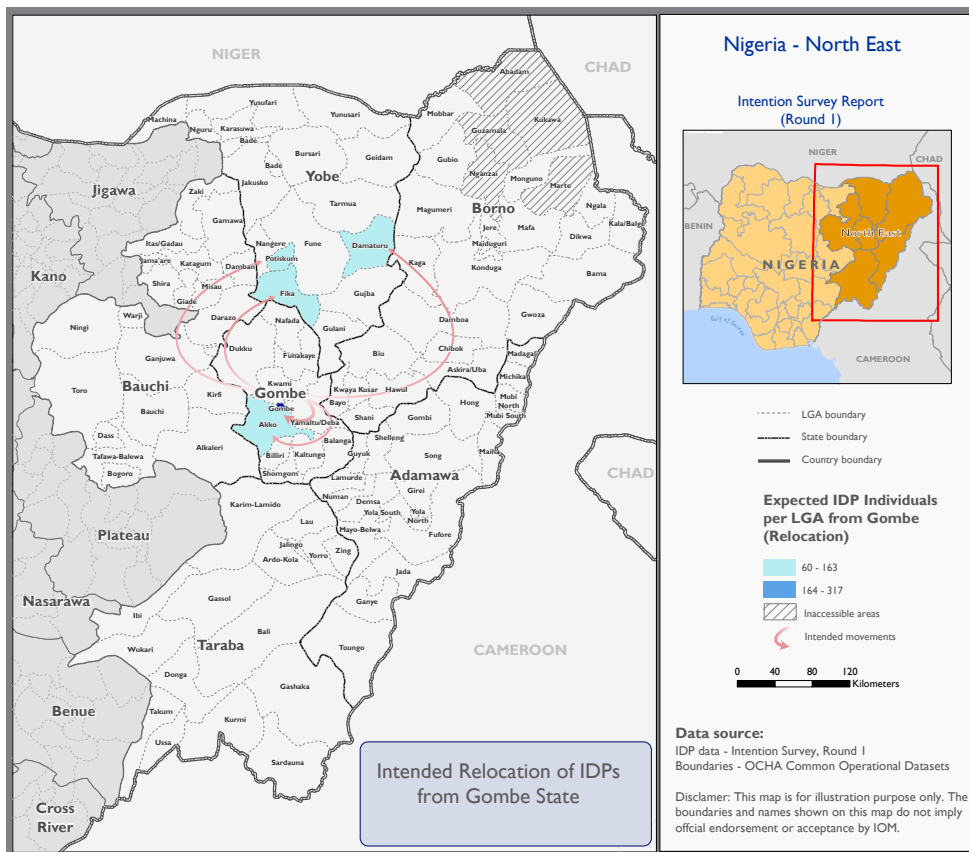 NIGER
CHAD
Abadam
Yusufari
Mobbar
Kukawa
Machina
Yunusari
Nguru
Karasuwa
Guzamala
Bade
Bursari
Geidam
Gubio
Jigawa
Bade
Nganzai
Monguno
Zaki
Jakusko
Yobe
Marte
Tarmua
Magumeri
Borno
Ngala
Gamawa
Kala/Balge
Jere
Mafa
Itas/Gadau
Nangere
Fune
Damaturu
Maiduguri
Dikwa
Jama'are
Katagum
Damban
Potiskum
Kaga
Konduga
Kano
Shira
Misau
Bama
Giade
Fika
Gujba
Warji
Darazo
Nafada
Gwoza
Ningi
Gulani
Damboa
Dukku
Funakaye
Chibok
Ganjuwa
Biu
Madagali
Askira/Uba
Toro
Bauchi
Kwami
Michika
Kirfi
Gombe
Kwaya Kusar
Hawul
Bayo
Hong
Mubi
North
Bauchi
Gombe
Akko
Yamaltu/Deba
Shani
Gombi
Mubi South
Dass
Balanga
Shelleng
Alkaleri
Billiri
Kaltungo
Guyuk
Song
Maiha
Tafawa-Balewa
Bogoro
Shomgom
Lamurde
Adamawa
CHAD
Karim-Lamido
Numan
Girei
Demsa
Yola South
Yola
North
Lau
Plateau
Mayo-Belwa
Fufore
Jalingo
Zing
Ardo-Kola
Yorro
Jada
Gassol
Nasarawa
Ganye
Ibi
Bali
Wukari
Taraba
Toungo
CAMEROON
Donga
Gashaka
Benue
Takum
Kurmi
Ussa
Sardauna
Cross
River
Intended Relocation of IDPs
from Gombe State
Nigeria - North East
Intention Survey Report
(Round 1)
NIGER
CHAD
BENIN
North East
NIGERIA
Gulf of Guinea
CAMEROON
LGA boundary
State boundary
Country boundary
Expected IDP Individuals
per LGA from Gombe
(Relocation)
60 - 163
164 - 317
Inaccessible areas
Intended movements
0 40 80 120
Kilometers
Data source:
IDP data - Intention Survey, Round 1
Boundaries - OCHA Common Operational Datasets
Disclamer: This map is for illustration purpose only. The
boundaries and names shown on this map do not imply
offcial endorsement or acceptance by IOM.